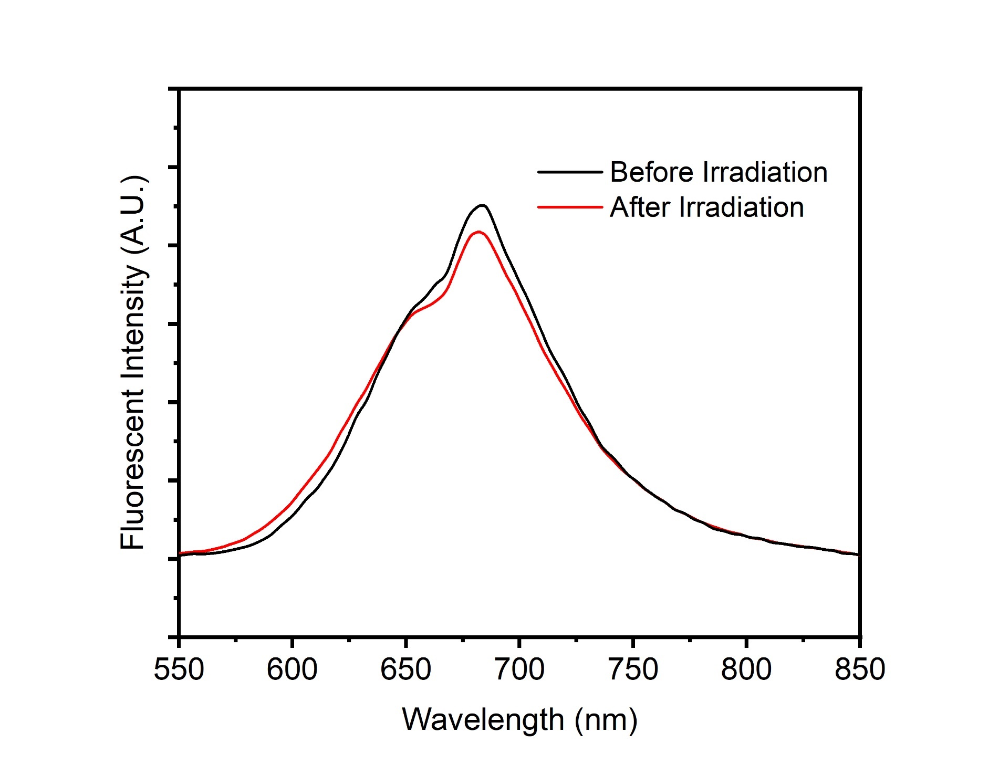 Before Irradiation
After Irradiation
Fluorescent Intensity (A.U.)
550 600 650 700 750 800 850
Wavelength (nm)